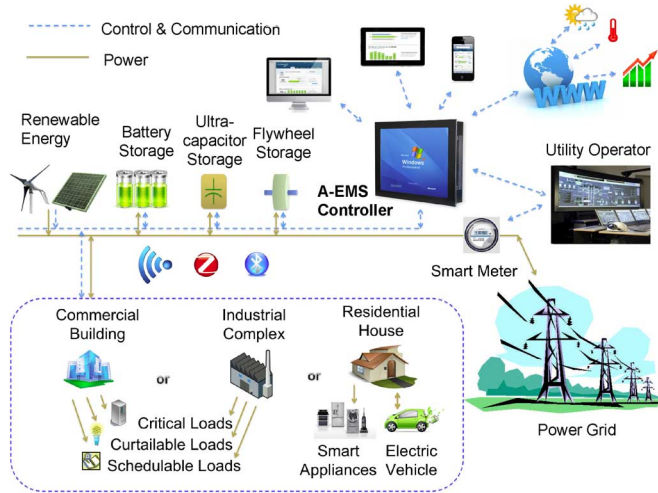 Control & Communication
Power
Renewable
Energy
Battery
Storage
Ultra-
capacitor
Storage
Flywheel
Storage
A-EMS
Controller
Windows
WWW
Utility Operator
Smart Meter
Commercial
Building
or
Industrial
Complex
or
Residential
House
Critical Loads
Curtailable Loads
Schedulable Loads
Smart
Appliances
Electric
Vehicle
Power Grid